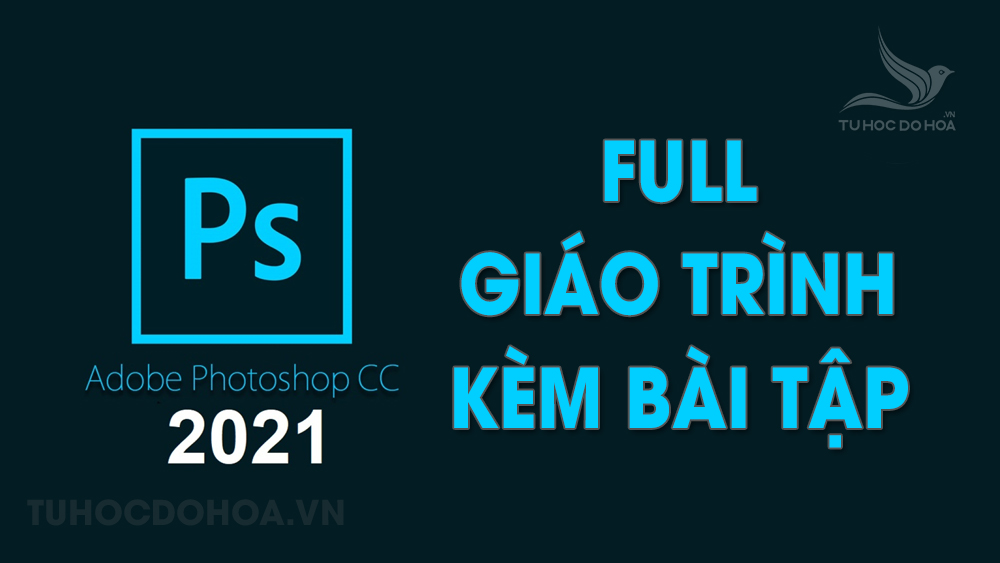 .VN
TU HOC DO HOA
Ps
Adobe Photoshop CC
2021
FULL
GIÁO TRÌNH
KÈM BÀI TẬP
TUHOCDOHOA.VN